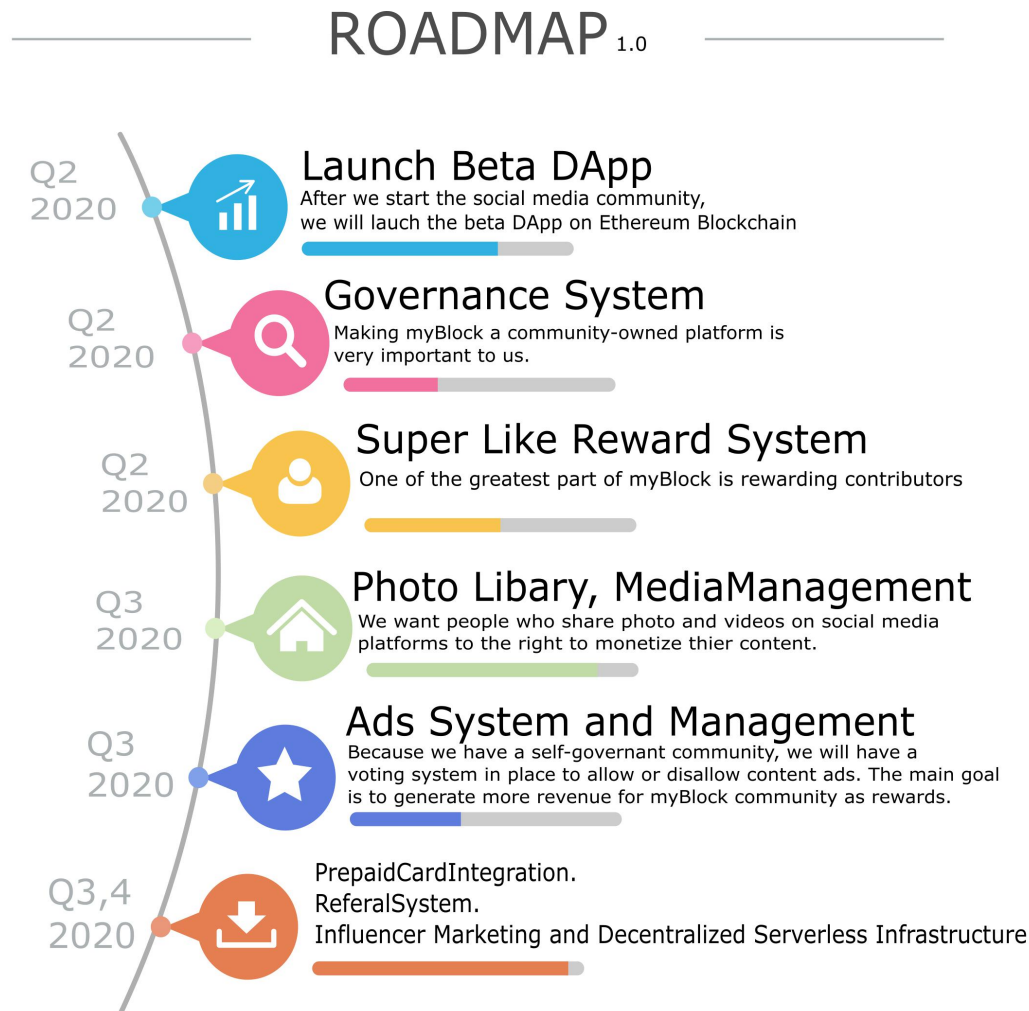 ROADMAP 1.0
Q2
2020
Launch Beta DApp
After we start the social media community,
we will lauch the beta DApp on Ethereum Blockchain
Q2
2020
Governance System
Making myBlock a community-owned platform is
very important to us.
Q2
2020
Super Like Reward System
One of the greatest part of myBlock is rewarding contributors
Q3
2020
Photo Libary, MediaManagement
We want people who share photo and videos on social media
platforms to the right to monetize thier content.
Q3
2020
Ads System and Management
Because we have a self-governant community, we will have a
voting system in place to allow or disallow content ads. The main goal
is to generate more revenue for myBlock community as rewards.
Q3,4
2020
PrepaidCardIntegration.
ReferalSystem.
Influencer Marketing and Decentralized Serverless Infrastructure